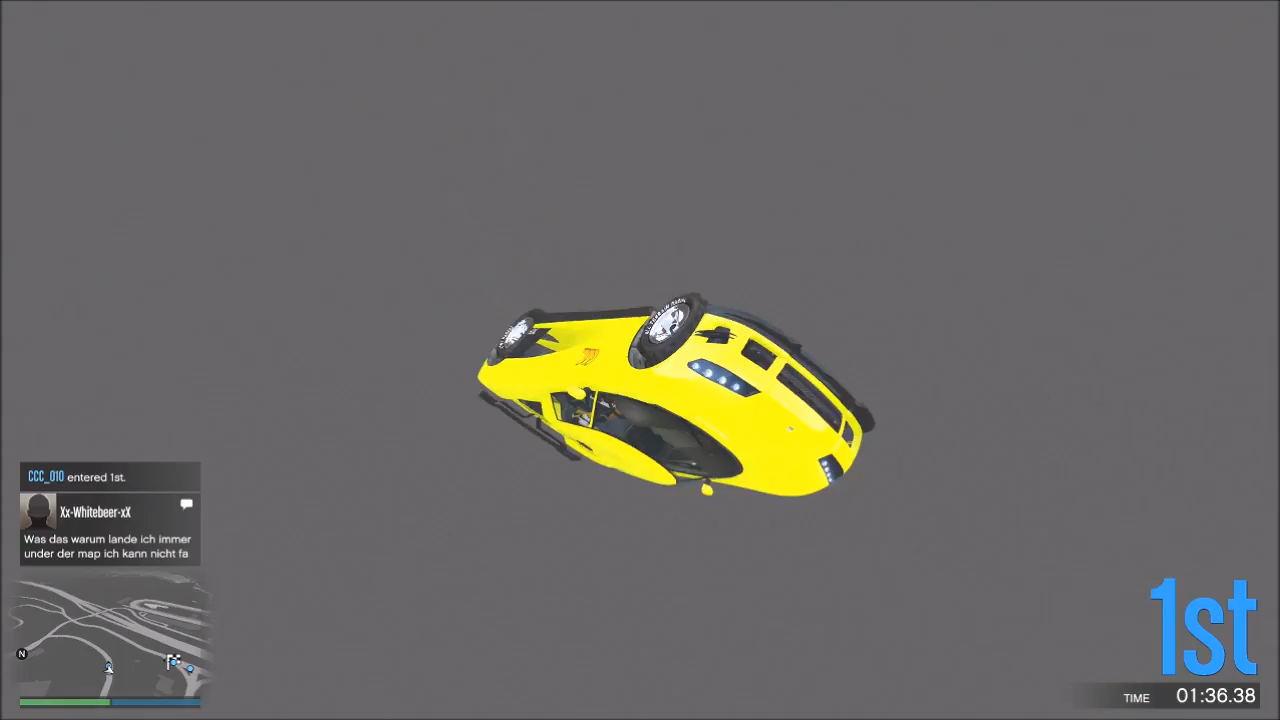 CCC_010 entered 1st.
Xx-Whitebeer-xX
Was das warum lande ich immer
under der map ich kann nicht fa
N
1st
TIME 01:36.38